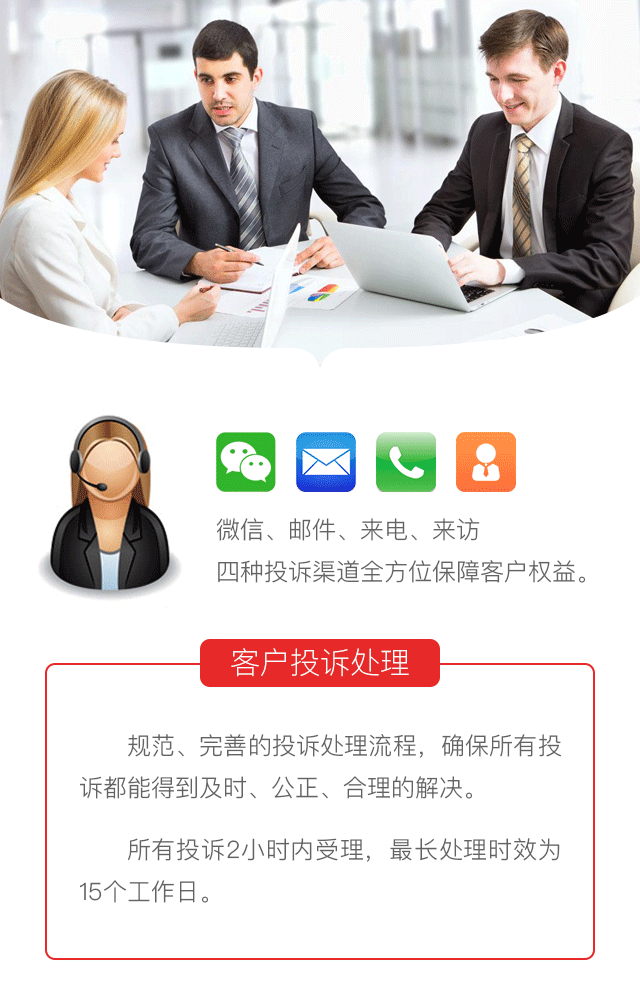 微信、邮件、来电、来访
四种投诉渠道全方位保障客户权益。
客户投诉处理
规范、完善的投诉处理流程，确保所有投
诉都能得到及时、公正、合理的解决。
所有投诉2小时内受理，最长处理时效为
15个工作日。